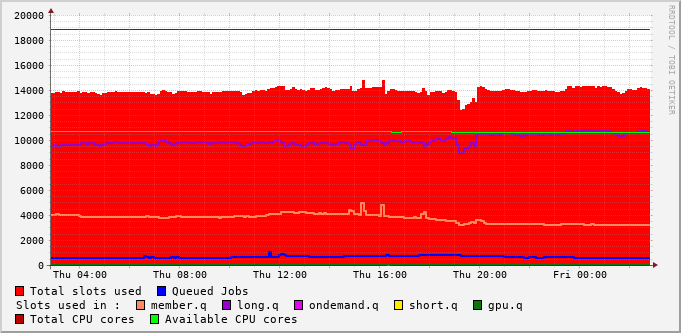 20000
18000
16000
14000
12000
10000
8000
6000
4000
2000
0
Thu 04:00 Thu 08:00 Thu 12:00 Thu 16:00 Thu 20:00 Fri 00:00
Total slots used Queued Jobs
Slots used in : member.q long.q ondemand.q short.q gpu.q
Total CPU cores Available CPU cores
RRDTOOL / TOBI OETIKER